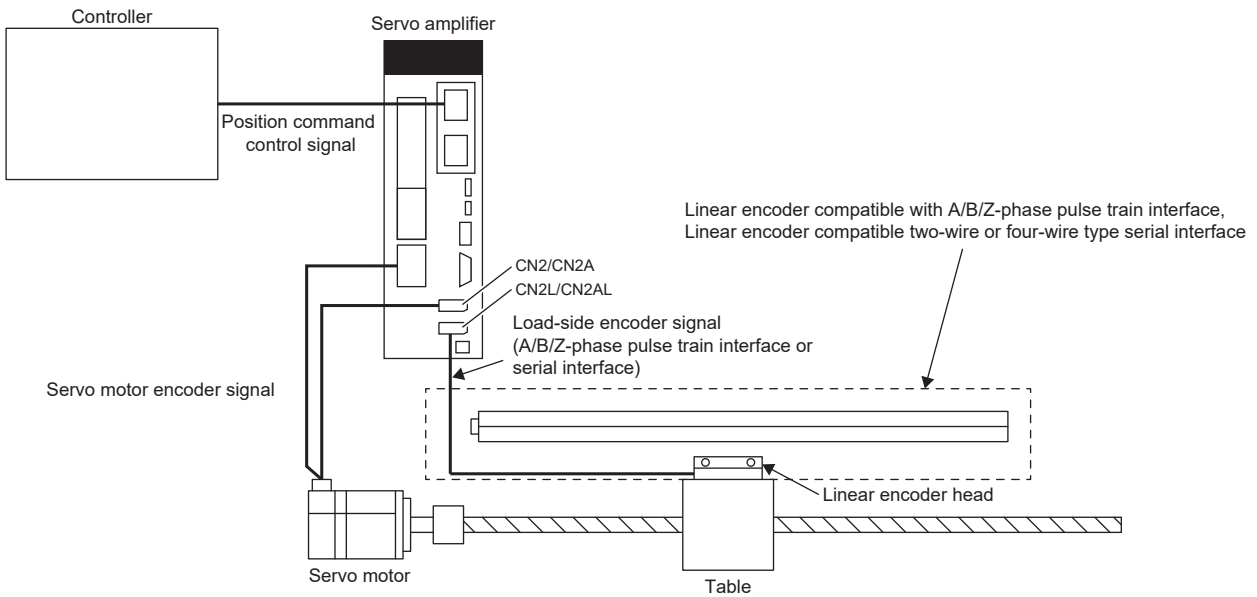 Controller
Servo amplifier
Position command
control signal
Linear encoder compatible with A/B/Z-phase pulse train interface,
Linear encoder compatible two-wire or four-wire type serial interface
CN2/CN2A
CN2L/CN2AL
Load-side encoder signal
(A/B/Z-phase pulse train interface or
serial interface)
Servo motor encoder signal
Linear encoder head
Servo motor
Table